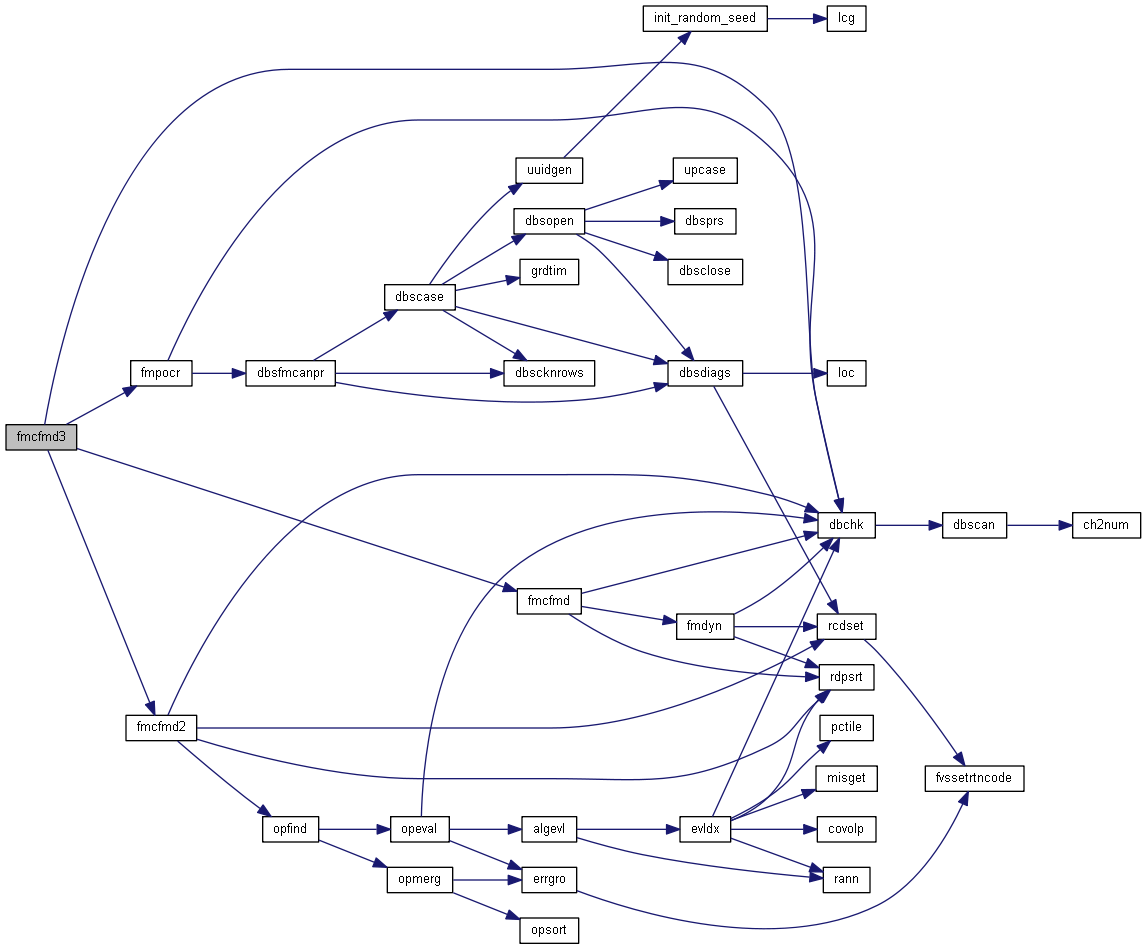 init_random_seed
lcg
uuidgen
upcase
dbsopen
dbsprs
grdtim
dbsclose
dbscase
fmpocr
dbsfmcanpr
dbscknrows
dbsdiags
loc
fmcfmd3
dbchk
dbscan
ch2num
fmcfmd
fmdyn
rcdset
rdpsrt
fmcfmd2
pctile
misget
fvssetrtncode
opfind
opeval
algevl
evldx
covolp
opmerg
errgro
rann
opsort